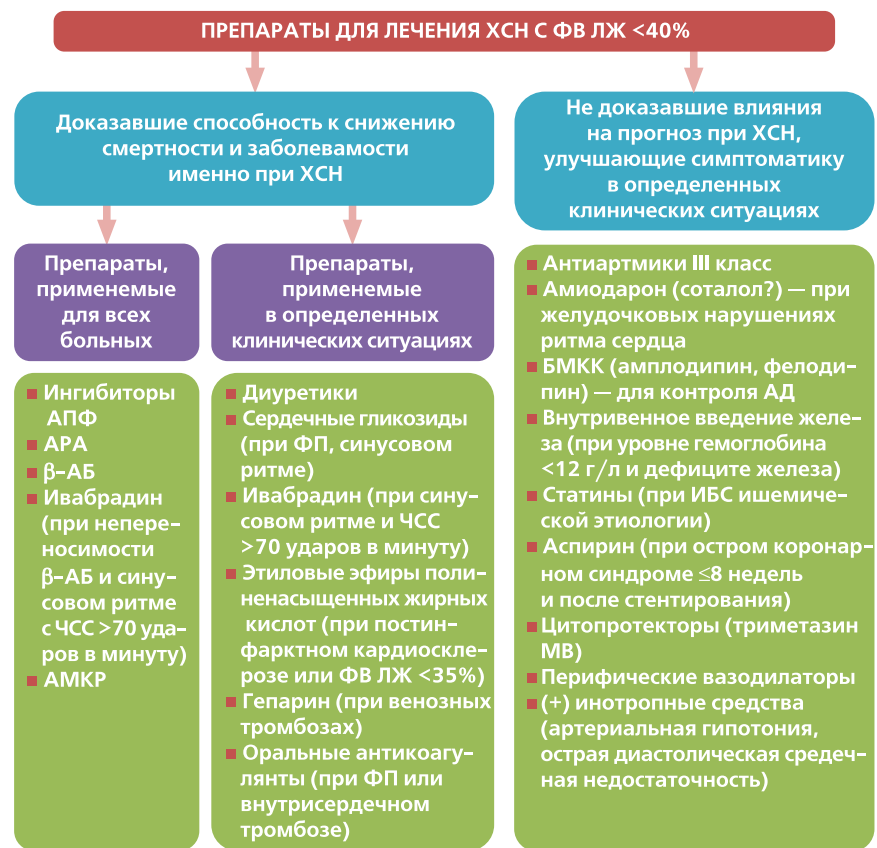 ПРЕПАРАТЫ ДЛЯ ЛЕЧЕНИЯ ХСН С ФВ ЛЖ <40%
Доказавшие способность к снижению
смертности и заболевамости
именно при ХСН
Не доказавшие влияния
на прогноз при ХСН,
улучшающие симптоматику
в определенных
клинических ситуациях
Препараты,
применемые
для всех
больных
Препараты,
применемые
в определенных
клинических ситуациях
■ Ингибиторы
АПФ
■ АРА
■ β–АБ
■ Ивабрадин
(при непере–
носимости
β–АБ и сину–
совом ритме
с ЧСС >70 уда–
ров в минуту)
■ АМКР
■ Диуретики
■ Сердечные гликозиды
(при ФП, синусовом
ритме)
■ Ивабрадин (при сину–
совом ритме и ЧСС
>70 ударов в минуту)
■ Этиловые эфиры поли–
ненасыщенных жирных
кислот (при постин–
фарктном кардиоскле–
розе или ФВ ЛЖ <35%)
■ Гепарин (при венозных
тромбозах)
■ Оральные антикоагу–
лянты (при ФП или
внутрисердечном
тромбозе)
■ Антиартмики III класс
■ Амиодарон (соталол?) — при
желудочковых нарушениях
ритма сердца
■ БМКК (амплодипин, фелоди–
пин) — для контроля АД
■ Внутривенное введение желе–
за (при уровне гемоглобина
<12 г/л и дефиците железа)
■ Статины (при ИБС ишемиче–
ской этиологии)
■ Аспирин (при остром коронар–
ном синдроме ≤8 недель
и после стентирования)
■ Цитопротекторы (триметазин
МВ)
■ Перифические вазодилаторы
■ (+) инотропные средства
(артериальная гипотония,
острая диастолическая средеч–
ная недостаточность)